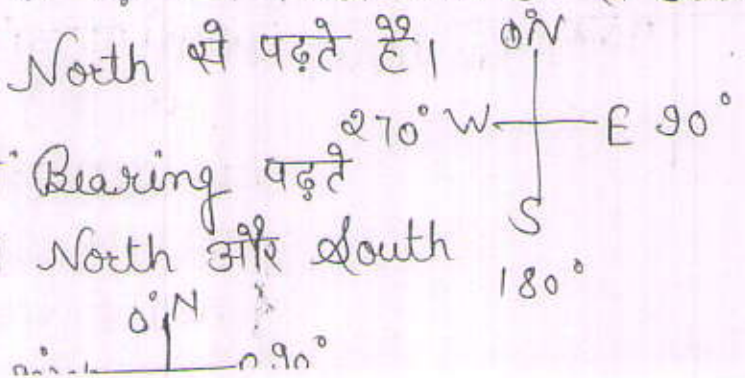 North से पढ़ते हैं। 0°N
270° W E 90°
Bearing पढ़ते
S
North और South
180°
0° N
90°